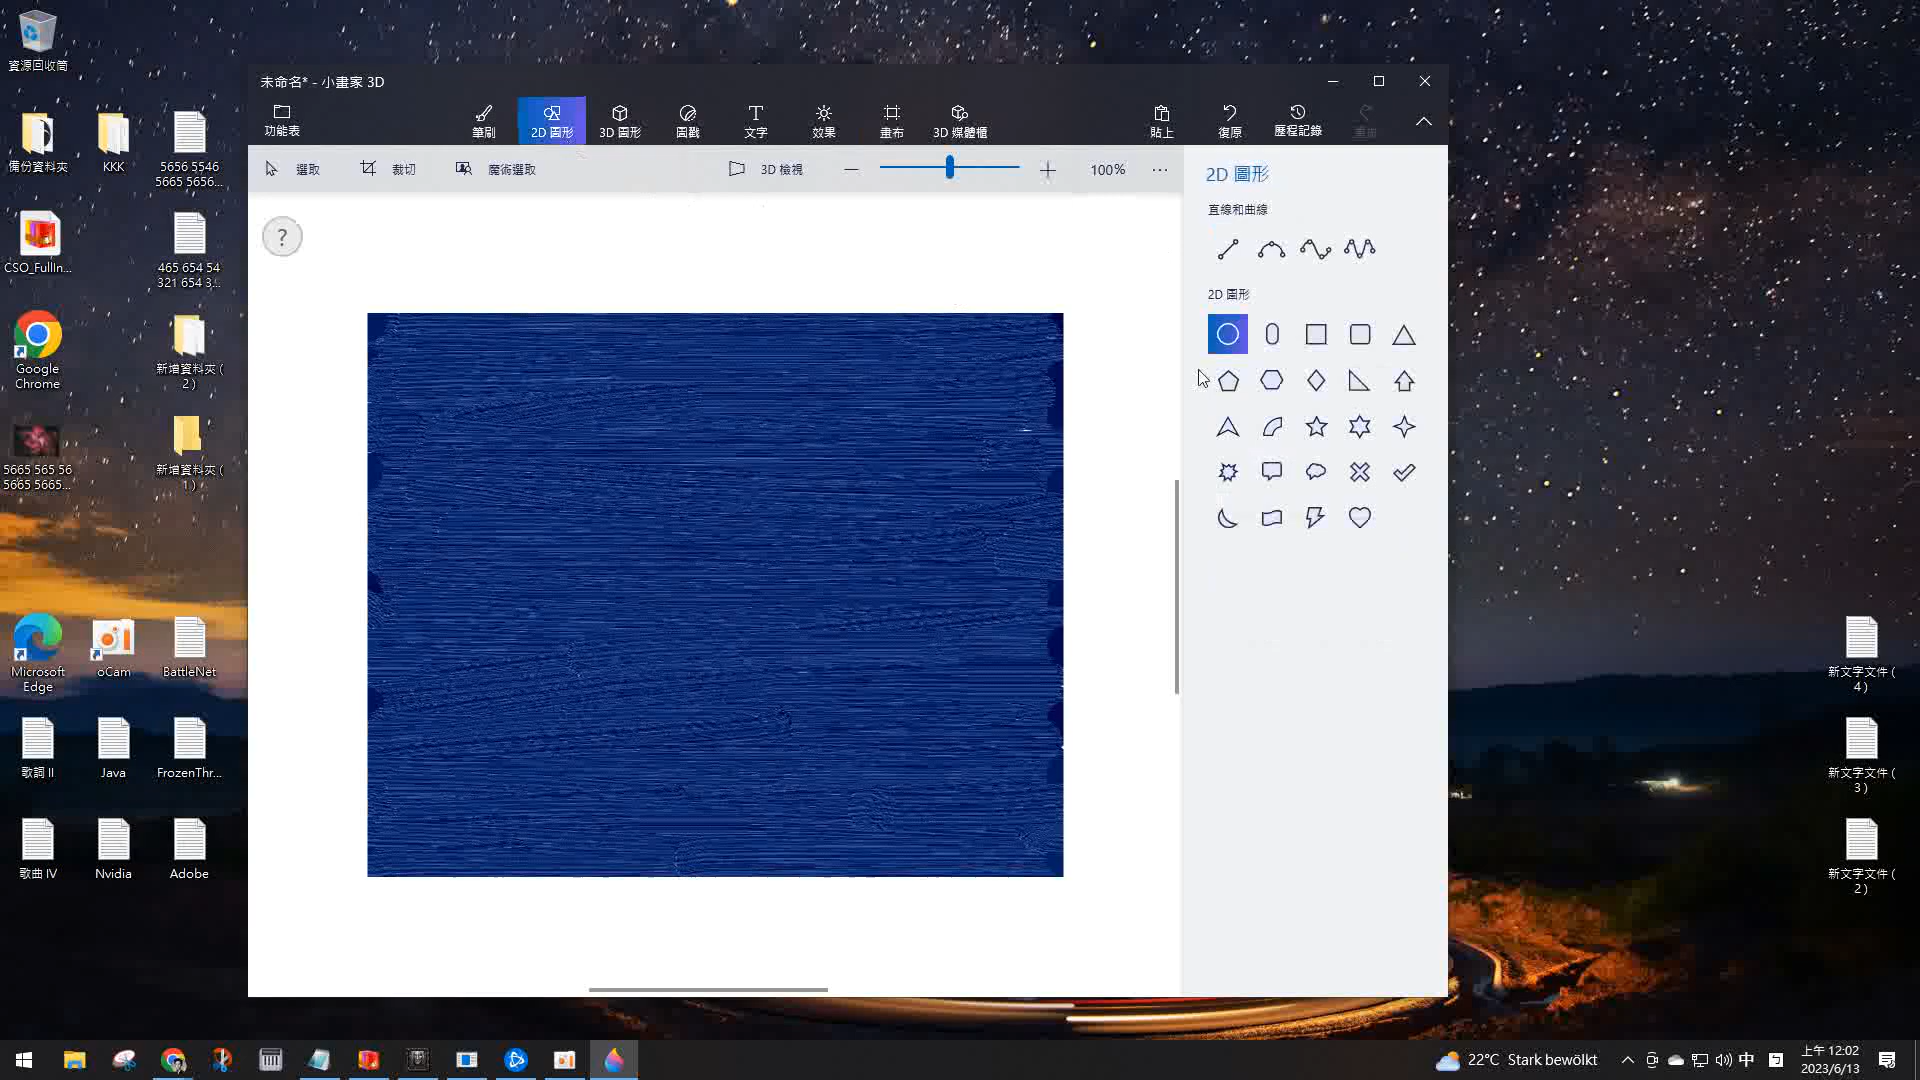 資源回收筒
備份資料夾
KKK
5656 5546
5665 5656...
CSO_FullIn...
465 654 54
321 654 3...
Google
Chrome
新增資料夾 (
2 )
5665 565 56
5665 5665...
新增資料夾 (
1 )
Microsoft
Edge
oCam
BattleNet
歌詞 II
Java
FrozenThr...
歌曲 IV
Nvidia
Adobe
未命名* - 小畫家 3D
功能表
筆刷
2D 圖形
3D 圖形
圖戳
文字
效果
畫布
3D 媒體櫃
貼上
復原
歷程記錄
重做
選取
裁切
魔術選取
3D 檢視
100%
?
2D 圖形
直線和曲線
2D 圖形
新文字文件 (
4 )
新文字文件 (
3 )
新文字文件 (
2 )
22°C Stark bewölkt
中
ㄅ
上午 12:02
2023/6/13